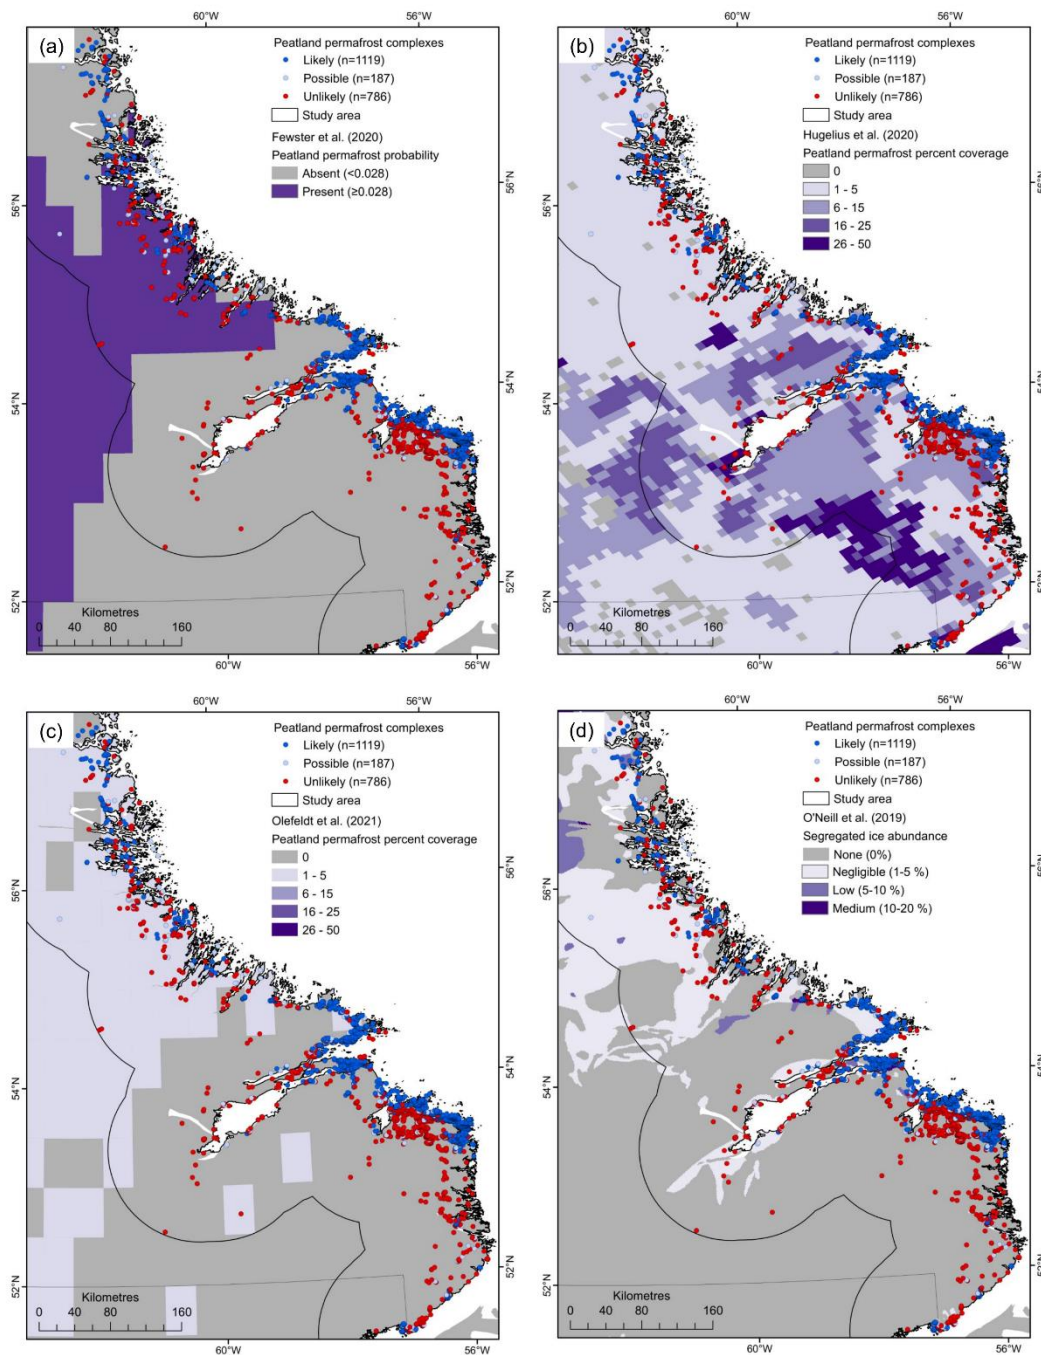 60°W
56°W
60°W
56°W
(a)
Peatland permafrost complexes
Likely (n=1119)
Possible (n=187)
Unlikely (n=786)
Study area
Fewster et al. (2020)
Peatland permafrost probability
Absent (<0.028)
Present (≥0.028)
56°N
56°N
54°N
54°N
52°N
52°N
Kilometres
0 40 80 160
60°W
56°W
(b)
Peatland permafrost complexes
Likely (n=1119)
Possible (n=187)
Unlikely (n=786)
Study area
Hugelius et al. (2020)
Peatland permafrost percent coverage
0
1 - 5
6 - 15
16 - 25
26 - 50
56°N
54°N
54°N
52°N
52°N
Kilometres
0 40 80 160
60°W
56°W
60°W
56°W
60°W
56°W
(c)
Peatland permafrost complexes
Likely (n=1119)
Possible (n=187)
Unlikely (n=786)
Study area
Olefeldt et al. (2021)
Peatland permafrost percent coverage
0
1 - 5
6 - 15
16 - 25
26 - 50
56°N
56°N
54°N
54°N
52°N
52°N
Kilometres
0 40 80 160
60°W
56°W
(d)
Peatland permafrost complexes
Likely (n=1119)
Possible (n=187)
Unlikely (n=786)
Study area
O'Neill et al. (2019)
Segregated ice abundance
None (0%)
Negligible (1-5 %)
Low (5-10 %)
Medium (10-20 %)
56°N
54°N
52°N
Kilometres
0 40 80 160
60°W
56°W